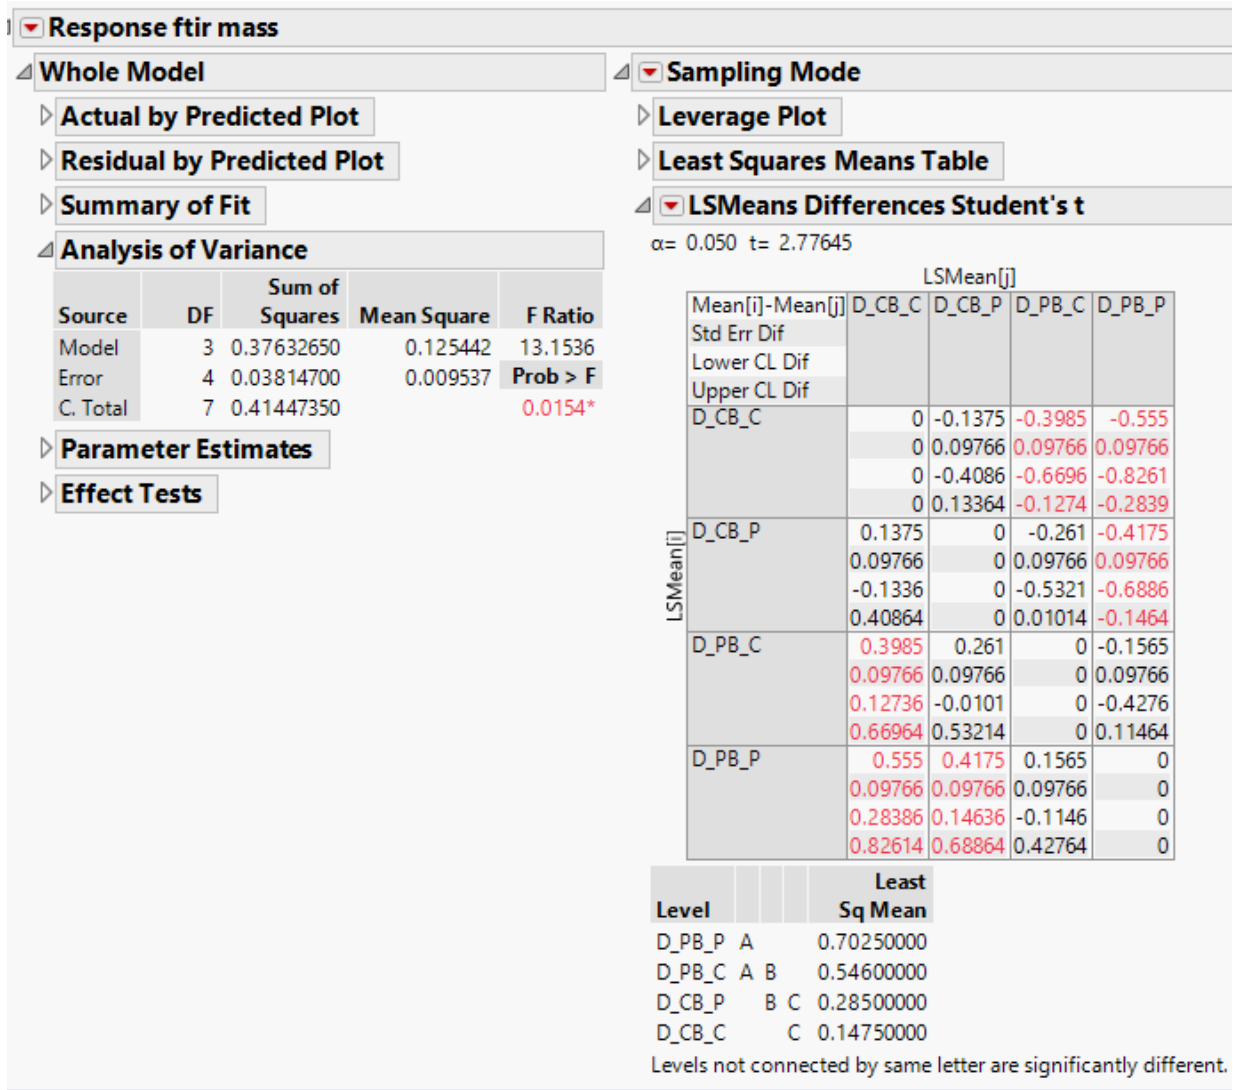 Response ftir mass
Whole Model
Actual by Predicted Plot
Residual by Predicted Plot
Summary of Fit
Analysis of Variance
Sum of
Source DF Squares Mean Square F Ratio
Model 3 0.37632650 0.125442 13.1536
Error 4 0.03814700 0.009537 Prob > F
C. Total 7 0.41447350 0.0154*
Parameter Estimates
Effect Tests
Sampling Mode
Leverage Plot
Least Squares Means Table
LSMeans Differences Student's t
α= 0.050 t= 2.77645
LSMean[j]
Mean[i]-Mean[j] D_CB_C D_CB_P D_PB_C D_PB_P
Std Err Dif
Lower CL Dif
Upper CL Dif
LSMean[i]
D_CB_C 0 -0.1375 -0.3985 -0.555
0 0.09766 0.09766 0.09766
0 -0.4086 -0.6696 -0.8261
0 0.13364 -0.1274 -0.2839
D_CB_P 0.1375 0 -0.261 -0.4175
0.09766 0 0.09766 0.09766
-0.1336 0 -0.5321 -0.6886
0.40864 0 0.01014 -0.1464
D_PB_C 0.3985 0.261 0 -0.1565
0.09766 0.09766 0 0.09766
0.12736 -0.0101 0 -0.4276
0.66964 0.53214 0 0.11464
D_PB_P 0.555 0.4175 0.1565 0
0.09766 0.09766 0.09766 0
0.28386 0.14636 -0.1146 0
0.82614 0.68864 0.42764 0
Least
Level Sq Mean
D_PB_P A 0.70250000
D_PB_C A B 0.54600000
D_CB_P B C 0.28500000
D_CB_C C 0.14750000
Levels not connected by same letter are significantly different.